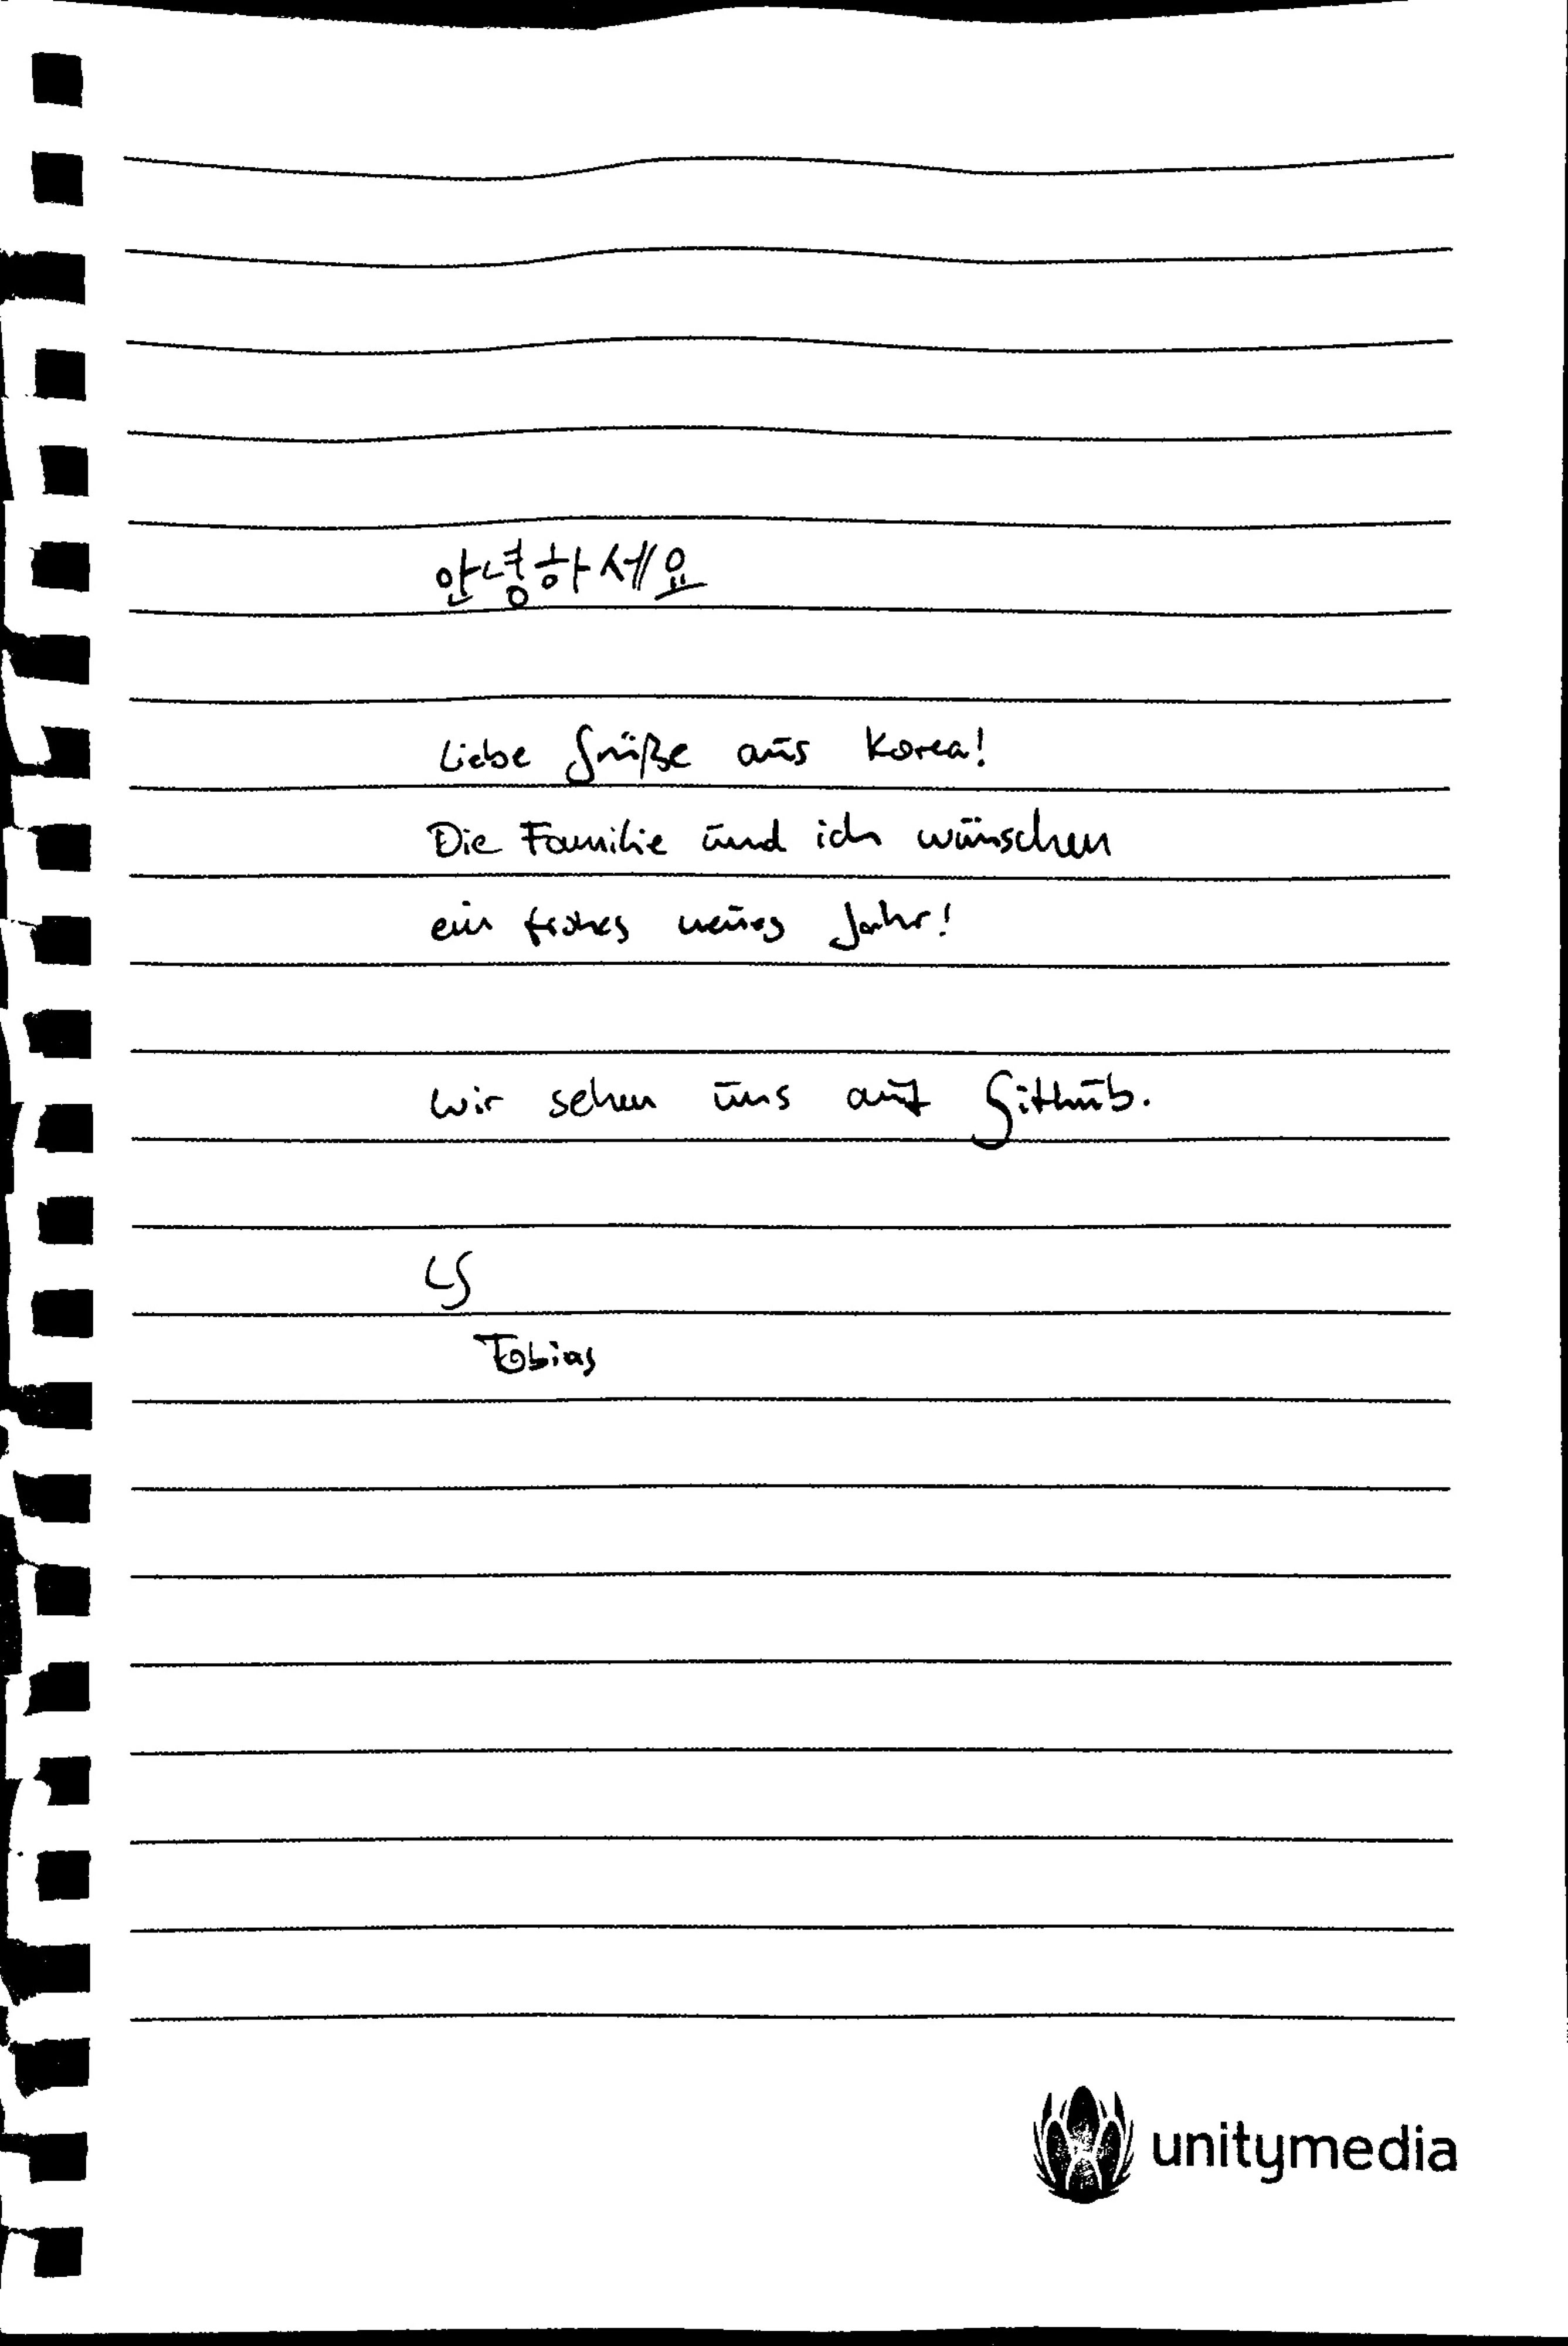 안녕하세요
Liebe Grüße aus Korea!
Die Familie und ich wünschen
ein frohes neues Jahr!
Wir sehen uns auf Github.
LG
Tobias
unitymedia